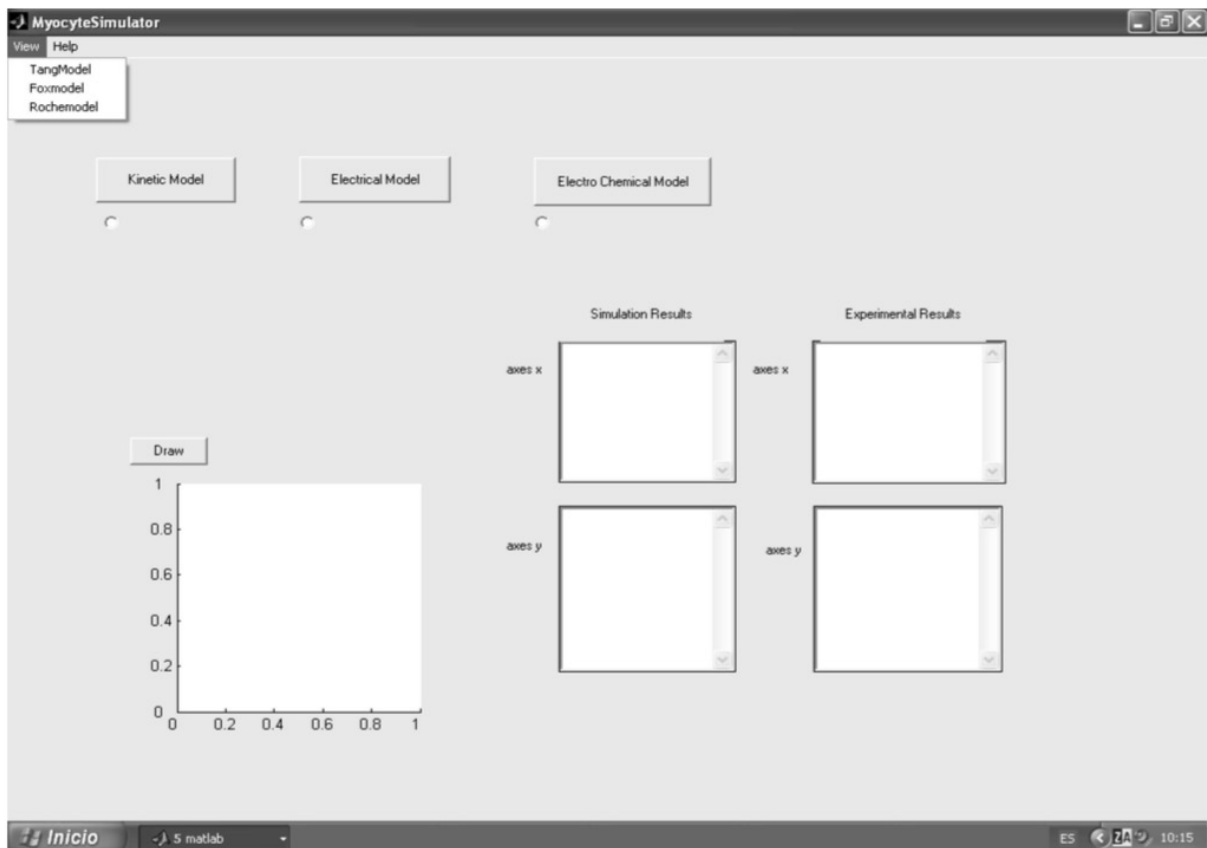 MyocyteSimulator
View Help
TangModel
Foxmodel
Rochemodel
Kinetic Model Electrical Model Electro Chemical Model
Simulation Results Experimental Results
axes x axes x
Draw
axes y axes y
1
0.8
0.6
0.4
0.2
0
0 0.2 0.4 0.6 0.8 1
Inicio 5 matlab ES ZA 10:15